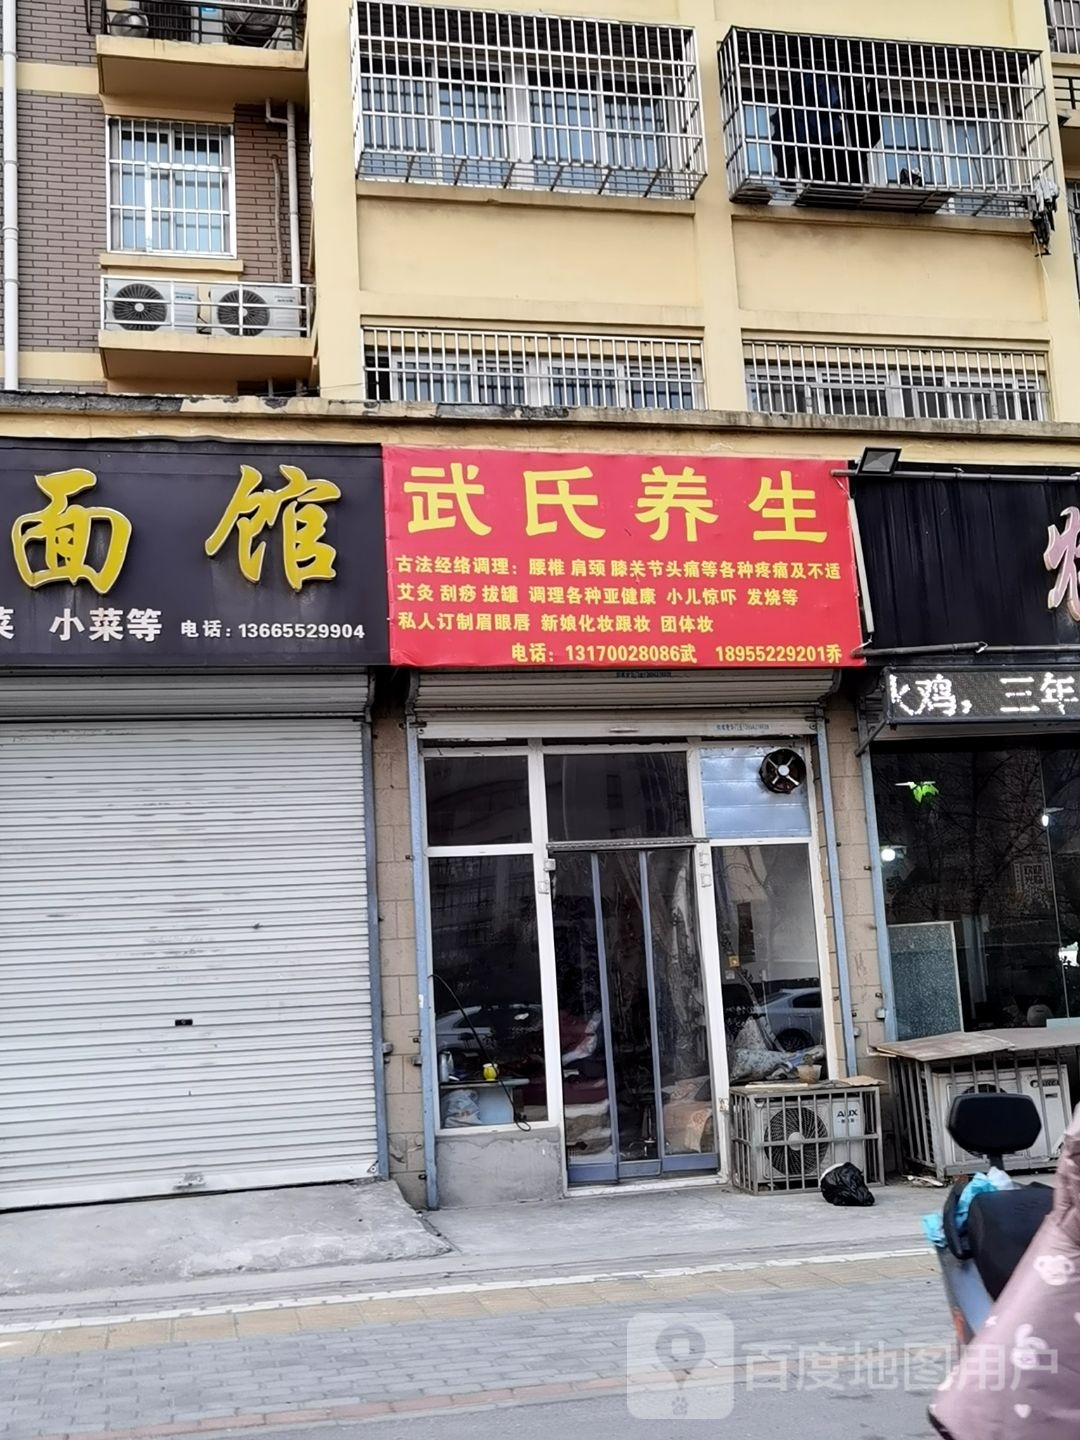 面馆
菜 小菜等 电话:13665529904
武氏养生
古法经络调理：腰椎 肩颈 膝关节头痛等各种疼痛及不适
艾灸 刮痧 拔罐 调理各种亚健康 小儿惊吓 发烧等
私人订制眉眼唇 新娘化妆跟妆 团体妆
电话：13170028086武 18955229201乔
火鸡，三年
AUX
百度地图用户